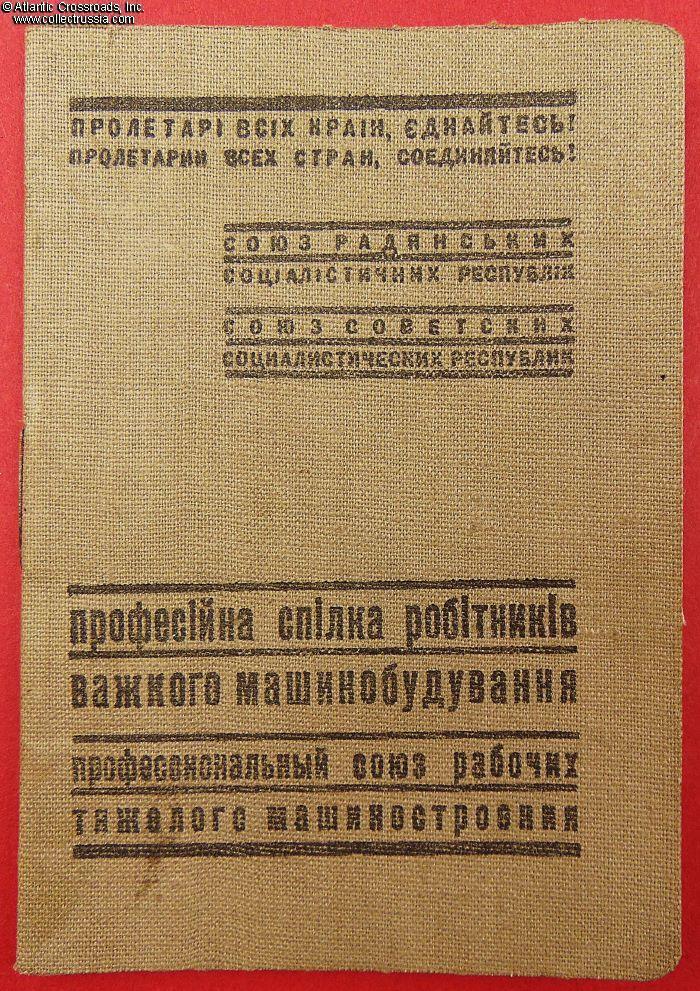 © Atlantic Crossroads, Inc.
www.collectrussia.com
ПРОЛЕТАРІ ВСІХ КРАЇН, ЄДНАЙТЕСЬ!
ПРОЛЕТАРИИ ВСЕХ СТРАН, СОЕДИНЯЙТЕСЬ!
СОЮЗ РАДЯНСЬКИХ
СОЦІАЛІСТИЧНИХ РЕСПУБЛІК
СОЮЗ СОВЕТСКИХ
СОЦИАЛИСТИЧЕСКИХ РЕСПУБЛИК
професійна спілка робітників
важкого машинобудування
профессиональный союз рабочих
тяжелого машиностроения